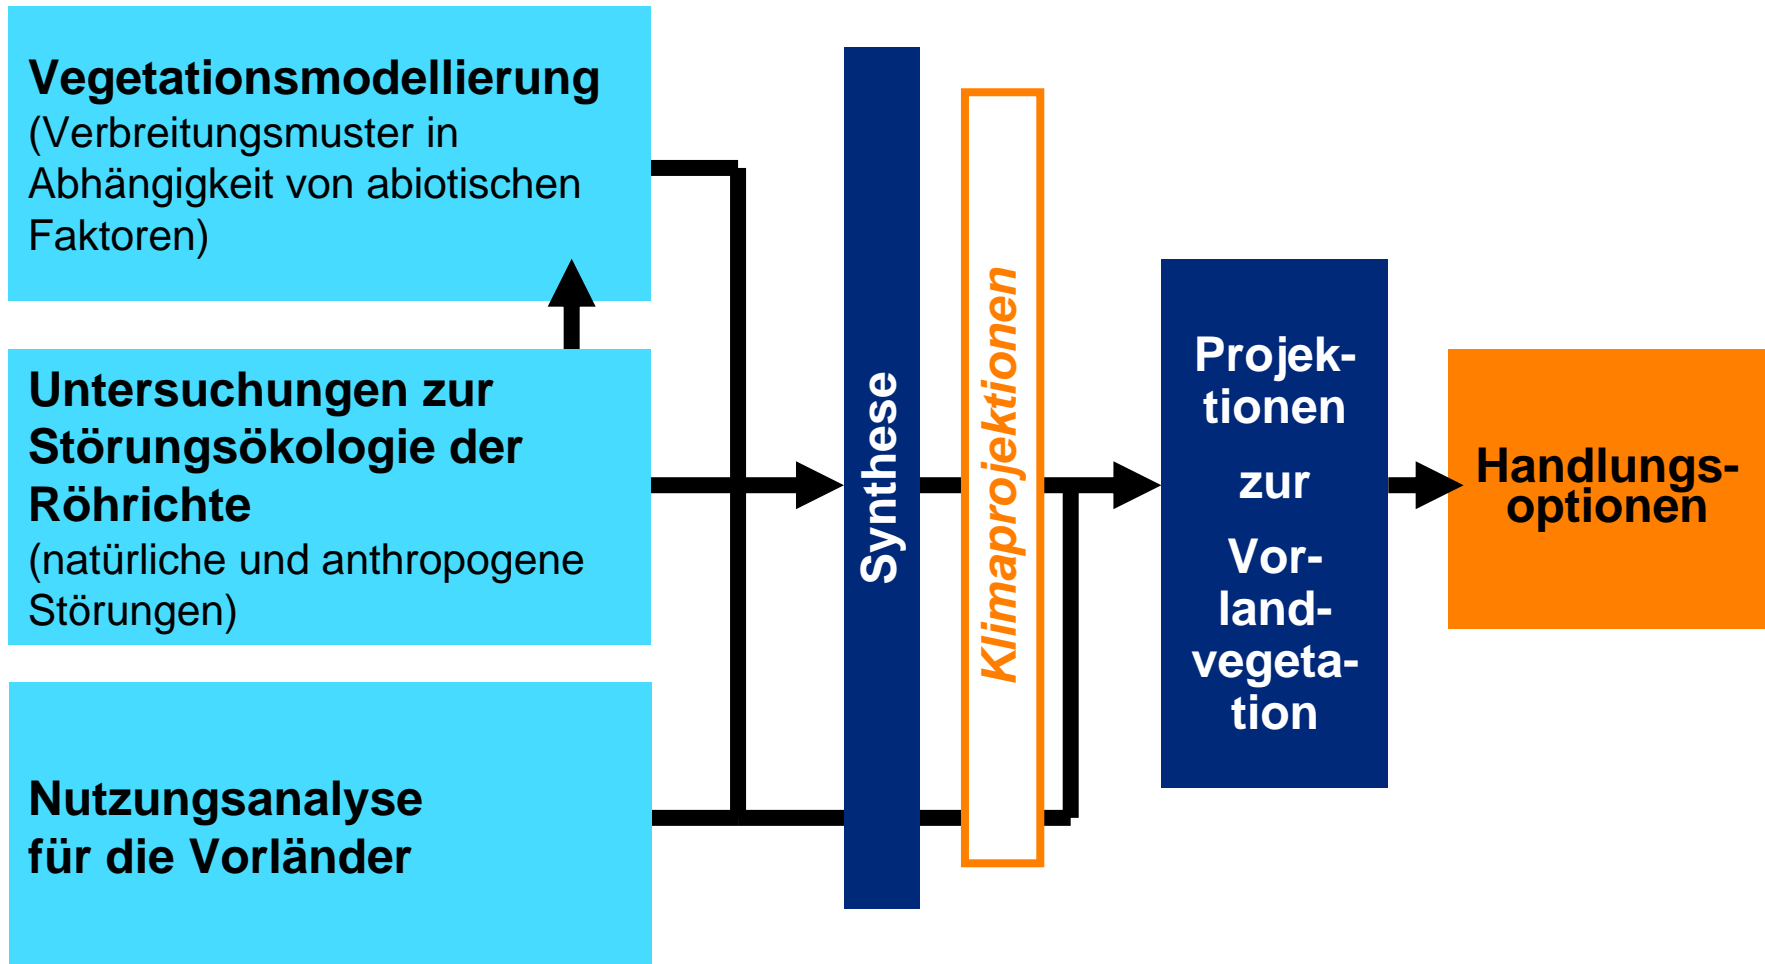 Vegetationsmodellierung
(Verbreitungsmuster in
Abhängigkeit von abiotischen
Faktoren)
Untersuchungen zur
Störungsökologie der
Röhrichte
(natürliche und anthropogene
Störungen)
Nutzungsanalyse
für die Vorländer
Synthese
Klimaprojektionen
Projek-
tionen
zur
Vor-
land-
vegeta-
tion
Handlungs-
optionen